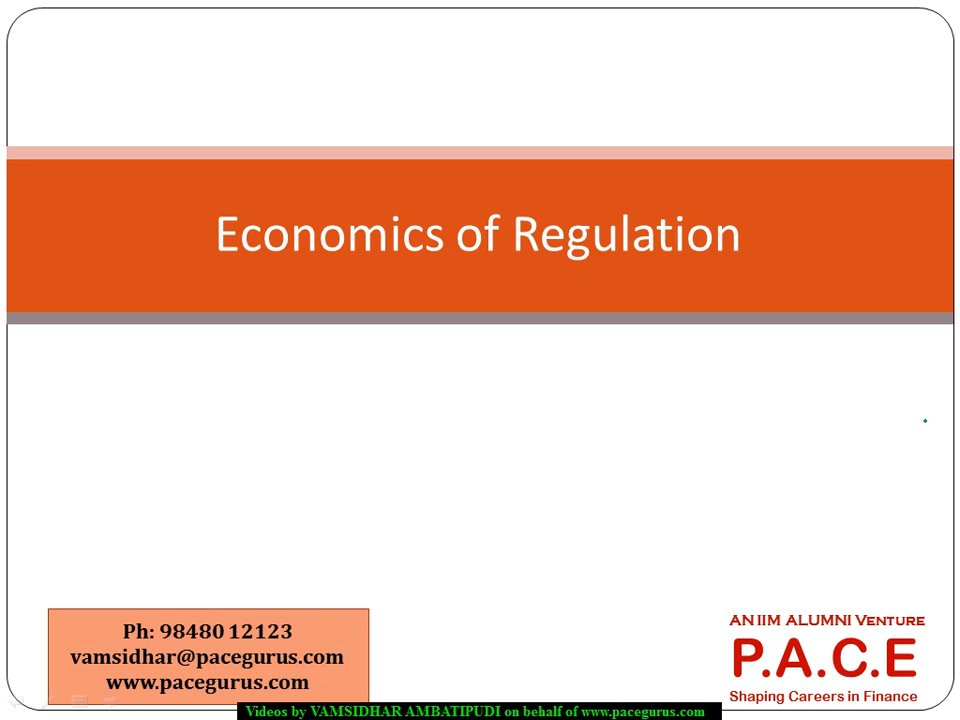 Economics of Regulation
Ph: 98480 12123
vamsidhar@pacegurus.com
www.pacegurus.com
AN IIM ALUMNI VENTURE
P.A.C.E
Shaping Careers in Finance
Videos by VAMSIDHAR AMBATIPUDI on behalf of www.pacegurus.com